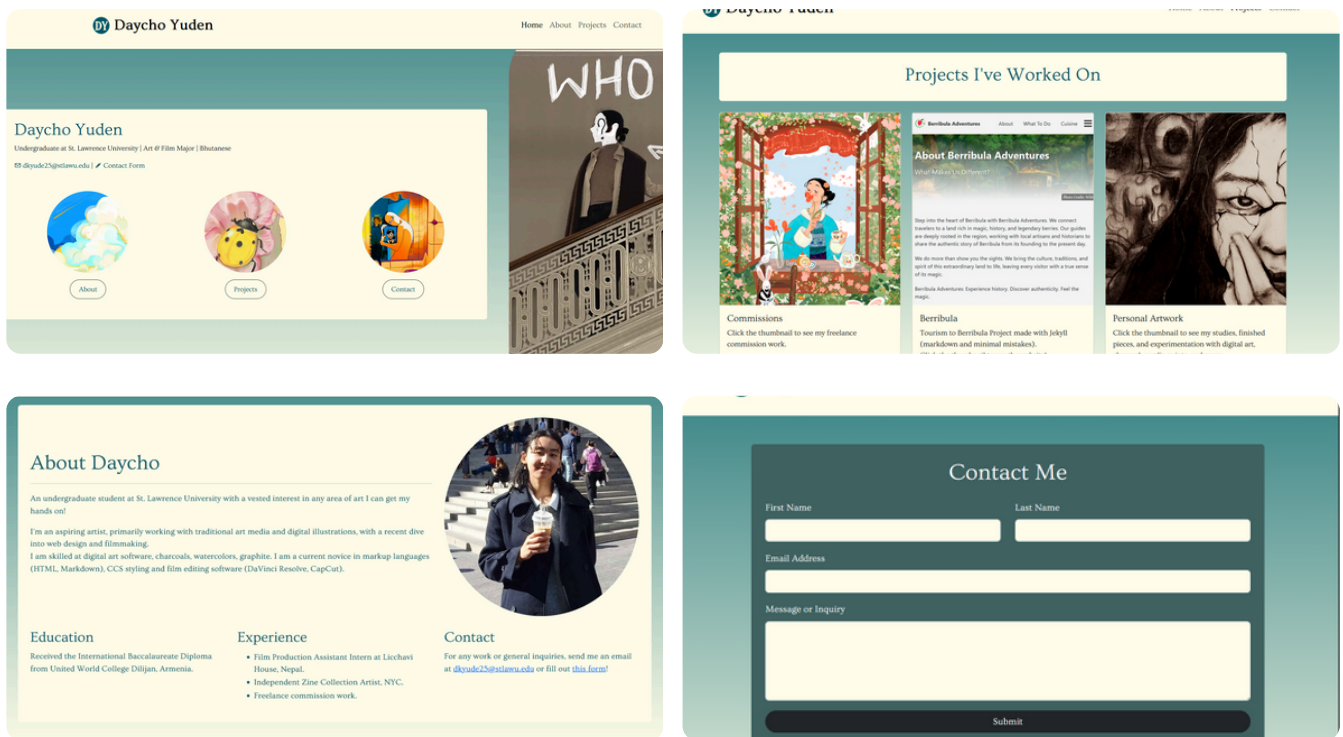 DY Daycho Yuden
Home About Projects Contact
WHO
Daycho Yuden
Undergraduate at St. Lawrence University | Art & Film Major | Bhutanese
dkyude25@stlawu.edu | Contact Form
About
Projects
Contact
Projects I've Worked On
Berribula Adventures About What To Do Cuisine
About Berribula Adventures
What Makes Us Different?
Step into the heart of Berribula with Berribula Adventures. We connect
travelers to a land rich in magic, history, and legendary berries. Our guides
are deeply rooted in the region, working with local artisans and historians to
share the authentic story of Berribula from its founding to the present day.
We do more than show you the sights. We bring the culture, traditions, and
spirit of this extraordinary land to life, leaving every visitor with a true sense
of its magic.
Berribula Adventures: Experience history. Discover authenticity. Feel the
magic.
Commissions
Click the thumbnail to see my freelance
commission work.
Berribula
Tourism to Berribula Project made with Jekyll
(markdown and minimal mistakes).
Personal Artwork
Click the thumbnail to see my studies, finished
pieces, and experimentation with digital art,
About Daycho
An undergraduate student at St. Lawrence University with a vested interest in any area of art I can get my
hands on!
I'm an aspiring artist, primarily working with traditional art media and digital illustrations, with a recent dive
into web design and filmmaking.
I am skilled at digital art software, charcoals, watercolors, graphite. I am a current novice in markup languages
(HTML, Markdown), CCS styling and film editing software (DaVinci Resolve, CapCut).
Education
Received the International Baccalaureate Diploma
from United World College Dilijan, Armenia.
Experience
• Film Production Assistant Intern at Licchavi
House, Nepal.
• Independent Zine Collection Artist, NYC.
• Freelance commission work.
Contact
For any work or general inquiries, send me an email
at dkyude25@stlawu.edu or fill out this form!
Contact Me
First Name
Last Name
Email Address
Message or Inquiry
Submit